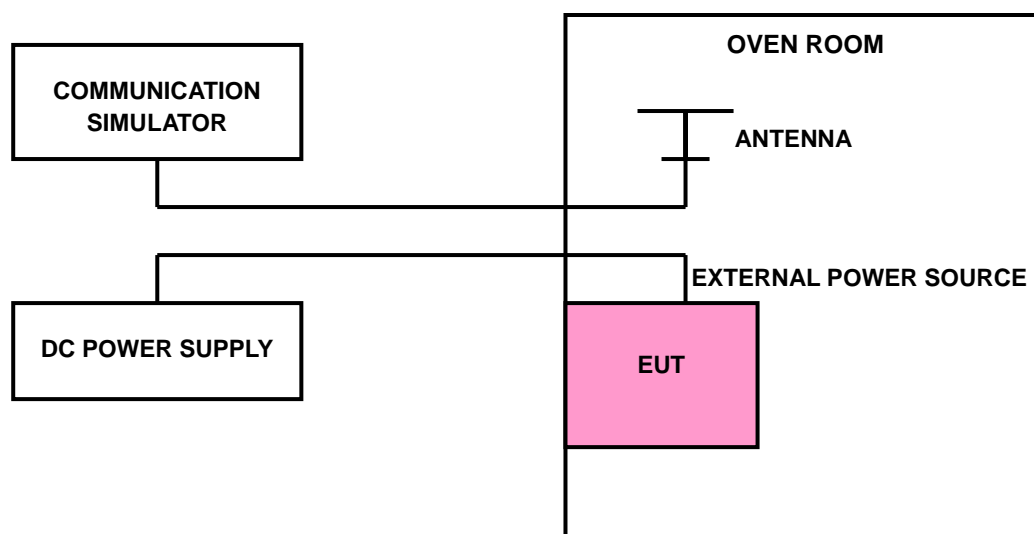 OVEN ROOM
COMMUNICATION
SIMULATOR
ANTENNA
EXTERNAL POWER SOURCE
DC POWER SUPPLY
EUT